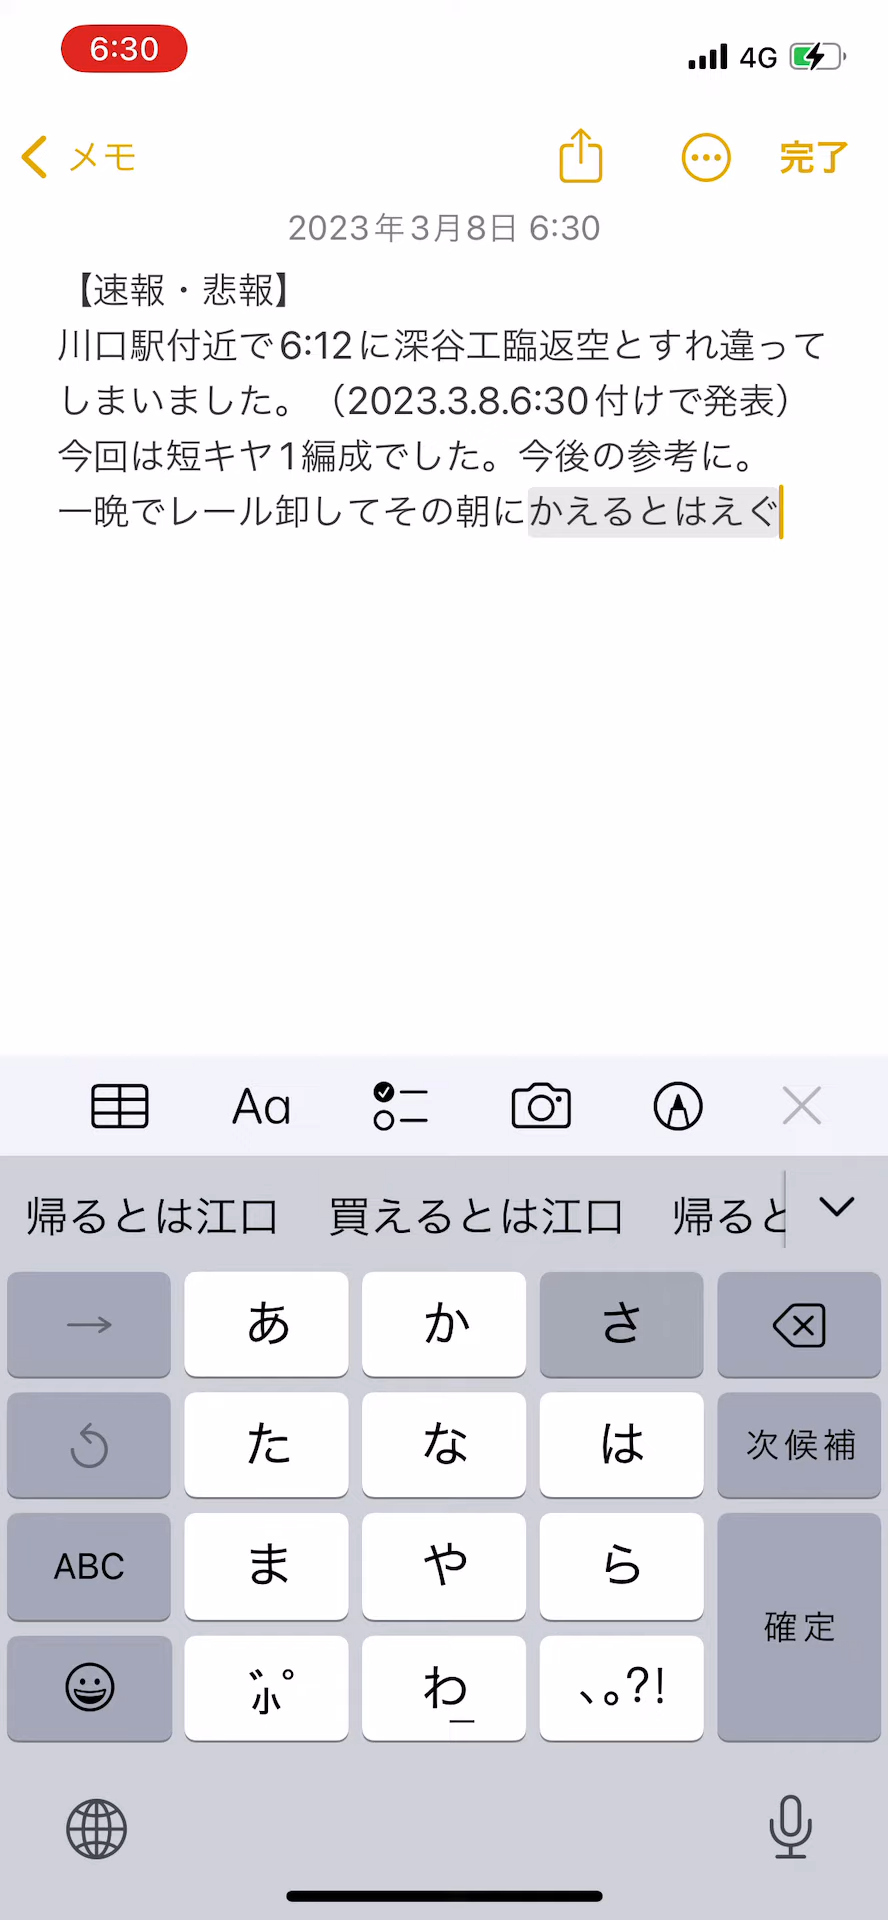 6:30
4G
メモ
完了
2023年3月8日 6:30
【速報・悲報】
川口駅付近で6:12に深谷工臨返空とすれ違って
しまいました。（2023.3.8.6:30付けで発表）
今回は短キヤ1編成でした。今後の参考に。
一晩でレール卸してその朝にかえるとはえぐ
Aa
帰るとは江口 買えるとは江口 帰ると
→ あ か さ
た な は 次候補
ABC ま や ら 確定
゛゜小 わ_ 、。?!